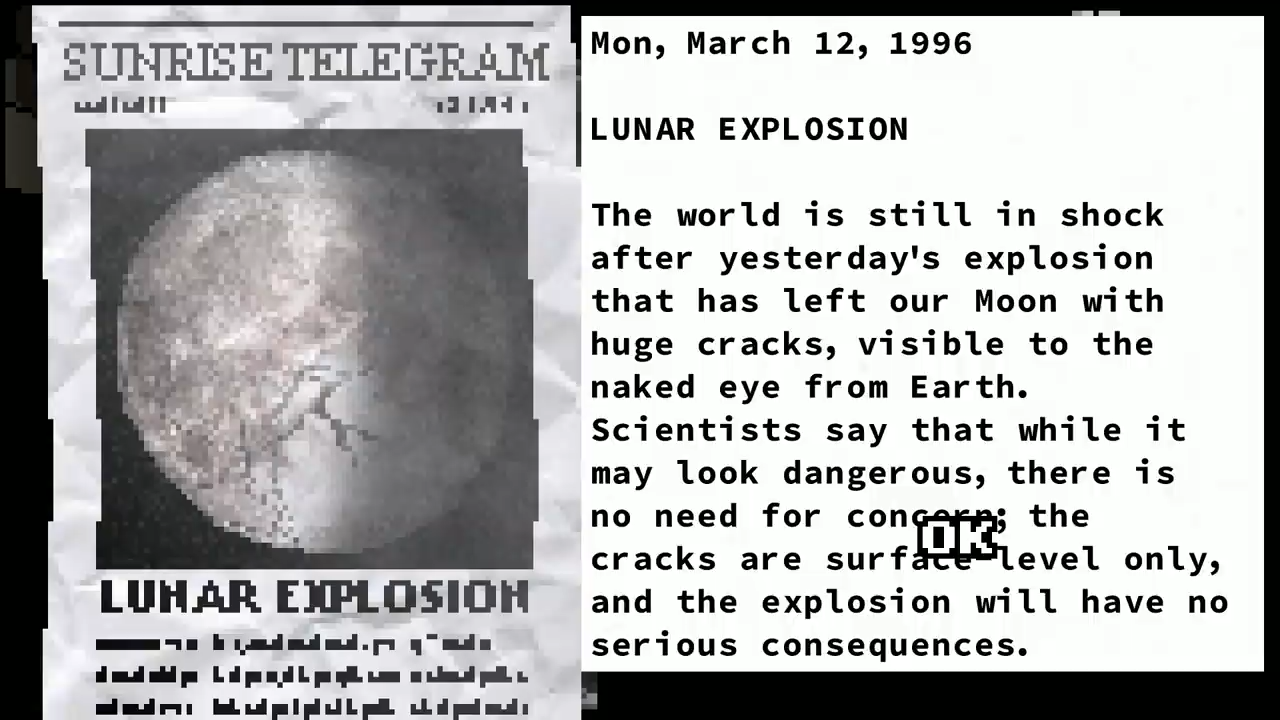 SUNRISE TELEGRAM
LUNAR EXPLOSION
Mon, March 12, 1996
LUNAR EXPLOSION
The world is still in shock
after yesterday's explosion
that has left our Moon with
huge cracks, visible to the
naked eye from Earth.
Scientists say that while it
may look dangerous, there is
no need for concern; the
cracks are surface-level only,
and the explosion will have no
serious consequences.
OK